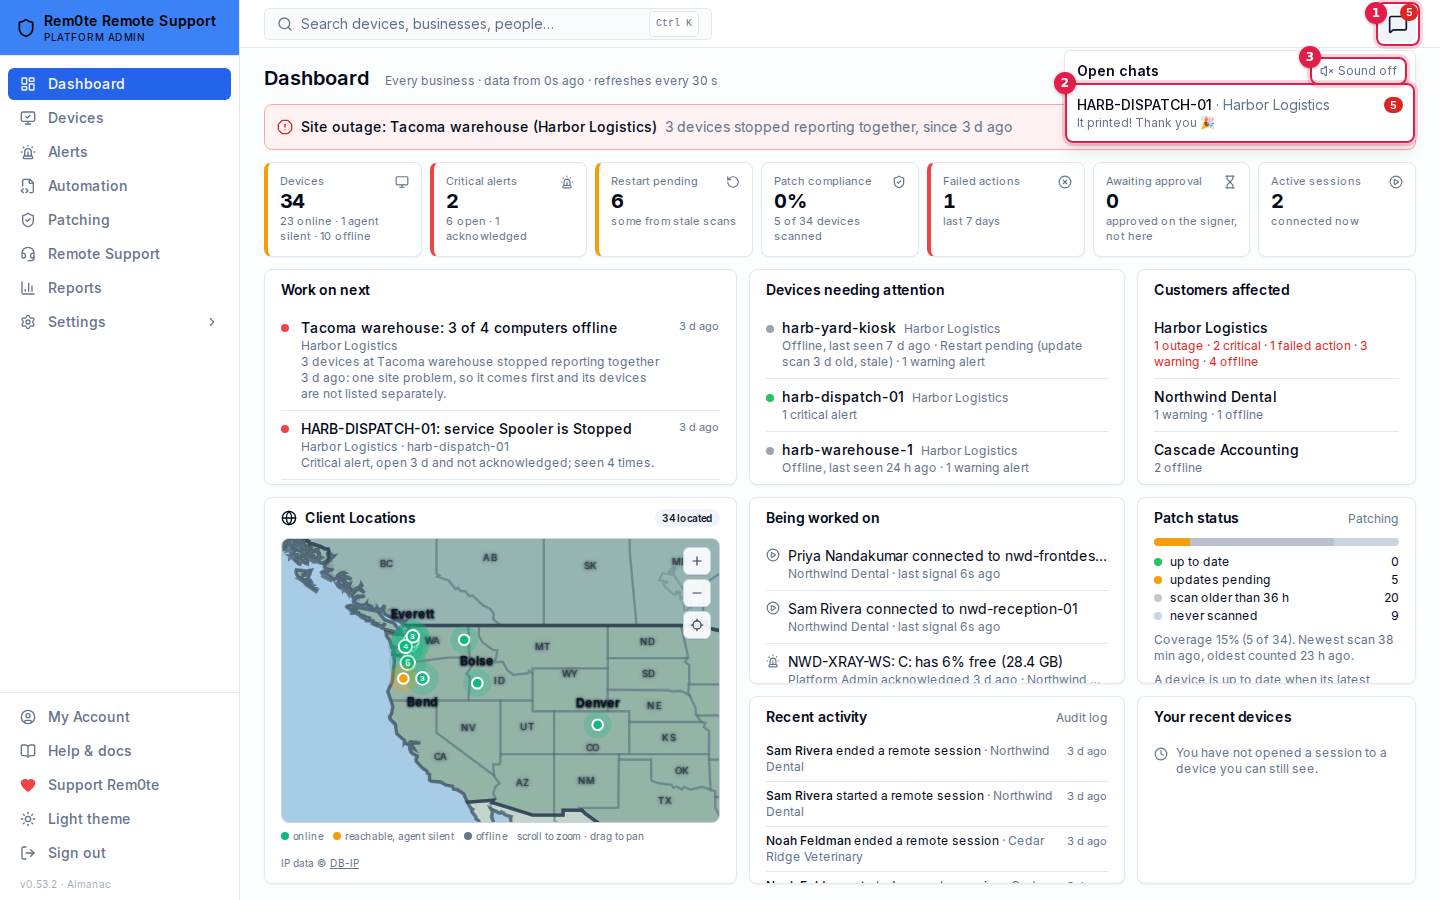 Rem0te Remote Support
PLATFORM ADMIN
Dashboard
Devices
Alerts
Automation
Patching
Remote Support
Reports
Settings
My Account
Help & docs
Support Rem0te
Light theme
Sign out
v0.53.2 · Almanac
Search devices, businesses, people...
Ctrl K
1
5
Dashboard
Every business · data from 0s ago · refreshes every 30 s
3
Open chats
Sound off
2
HARB-DISPATCH-01 · Harbor Logistics
5
It printed! Thank you 🎉
Site outage: Tacoma warehouse (Harbor Logistics) 3 devices stopped reporting together, since 3 d ago
Devices
34
23 online · 1 agent
silent · 10 offline
Critical alerts
2
6 open · 1
acknowledged
Restart pending
6
some from stale scans
Patch compliance
0%
5 of 34 devices
scanned
Failed actions
1
last 7 days
Awaiting approval
0
approved on the signer,
not here
Active sessions
2
connected now
Work on next
Tacoma warehouse: 3 of 4 computers offline
3 d ago
Harbor Logistics
3 devices at Tacoma warehouse stopped reporting together
3 d ago: one site problem, so it comes first and its devices
are not listed separately.
HARB-DISPATCH-01: service Spooler is Stopped
3 d ago
Harbor Logistics · harb-dispatch-01
Critical alert, open 3 d and not acknowledged; seen 4 times.
Devices needing attention
harb-yard-kiosk Harbor Logistics
Offline, last seen 7 d ago · Restart pending (update
scan 3 d old, stale) · 1 warning alert
harb-dispatch-01 Harbor Logistics
1 critical alert
harb-warehouse-1 Harbor Logistics
Offline, last seen 24 h ago · 1 warning alert
Customers affected
Harbor Logistics
1 outage · 2 critical · 1 failed action · 3
warning · 4 offline
Northwind Dental
1 warning · 1 offline
Cascade Accounting
2 offline
Client Locations
34 located
BC
AB
SK
Everett
3
WA
4
6
3
MT
ND
Boise
ID
WY
SD
Bend
Denver
NE
NV
UT
CO
KS
CA
AZ
NM
OK
TX
online
reachable, agent silent
offline
scroll to zoom · drag to pan
IP data © DB-IP
Being worked on
Priya Nandakumar connected to nwd-frontdes...
Northwind Dental · last signal 6s ago
Sam Rivera connected to nwd-reception-01
Northwind Dental · last signal 6s ago
NWD-XRAY-WS: C: has 6% free (28.4 GB)
Platform Admin acknowledged 3 d ago · Northwind ...
Patch status
Patching
up to date 0
updates pending 5
scan older than 36 h 20
never scanned 9
Coverage 15% (5 of 34). Newest scan 38
min ago, oldest counted 23 h ago.
A device is up to date when its latest
Recent activity
Audit log
Sam Rivera ended a remote session · Northwind
Dental
3 d ago
Sam Rivera started a remote session · Northwind
Dental
3 d ago
Noah Feldman ended a remote session · Cedar
Ridge Veterinary
3 d ago
Your recent devices
You have not opened a session to a
device you can still see.